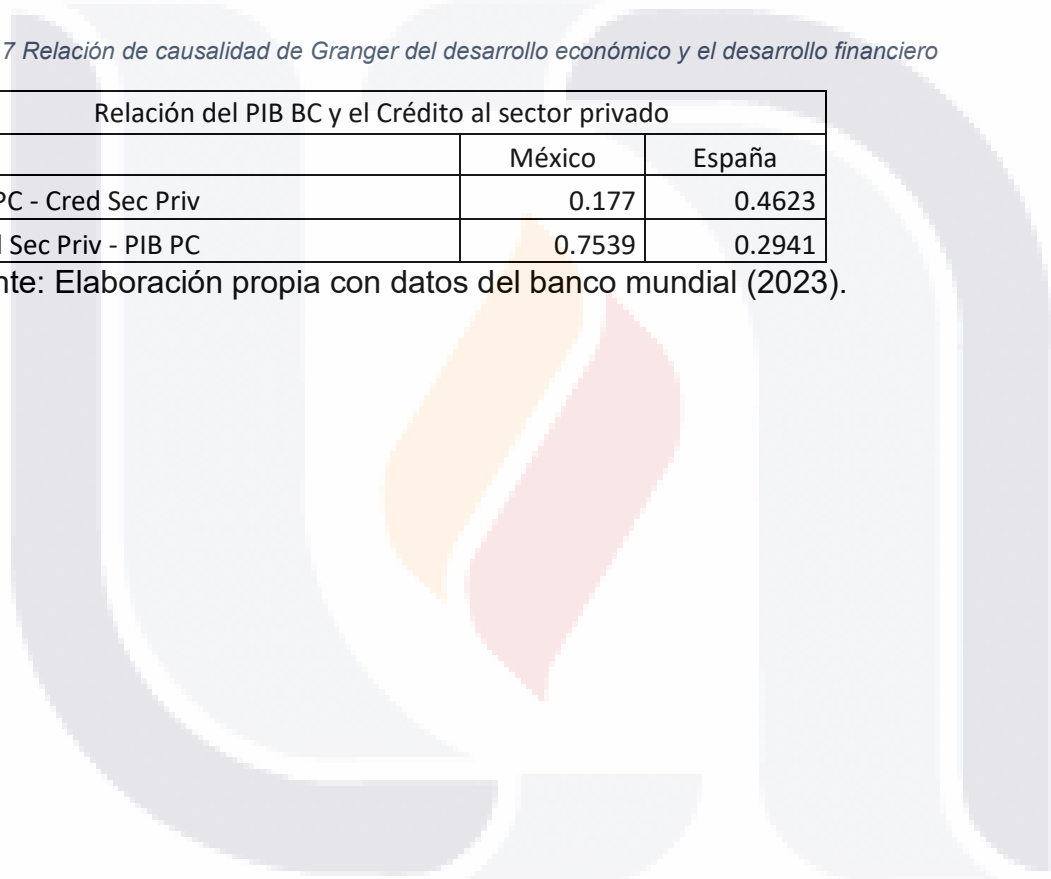 7 Relación de causalidad de Granger del desarrollo económico y el desarrollo financiero
Relación del PIB BC y el Crédito al sector privado
México España
PC - Cred Sec Priv 0.177 0.4623
Sec Priv - PIB PC 0.7539 0.2941
nte: Elaboración propia con datos del banco mundial (2023).